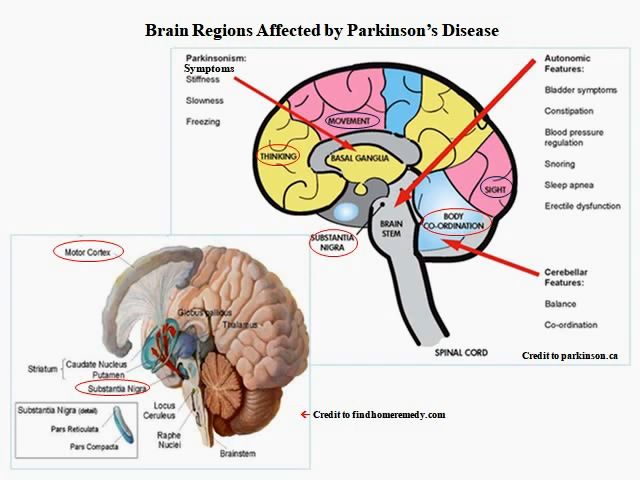 Brain Regions Affected by Parkinson's Disease
Parkinsonism:
Symptoms
Stiffness
Slowness
Freezing
Autonomic
Features:
Bladder symptoms
Constipation
Blood pressure
regulation
Snoring
Sleep apnea
Erectile dysfunction
MOVEMENT
THINKING
BASAL GANGLIA
SIGHT
SUBSTANTIA
NIGRA
BRAIN
STEM
BODY
CO-ORDINATION
Cerebellar
Features:
Balance
Co-ordination
SPINAL CORD
Credit to parkinson.ca
Motor Cortex
Globus pallidus
Thalamus
Striatum
Caudate Nucleus
Putamen
Substantia Nigra
Locus
Ceruleus
Raphe
Nuclei
Brainstem
Substantia Nigra (detail)
Pars Reticulata
Pars Compacta
← Credit to findhomeremedy.com